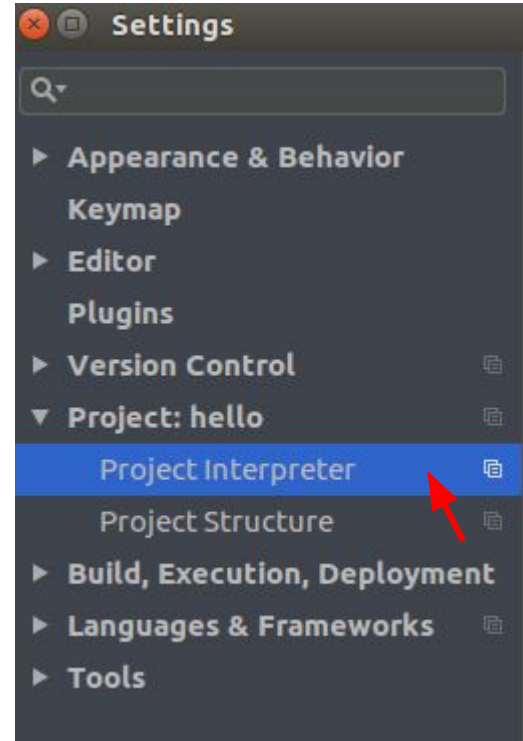 Settings
Appearance & Behavior
Keymap
Editor
Plugins
Version Control
Project: hello
Project Interpreter
Project Structure
Build, Execution, Deployment
Languages & Frameworks
Tools